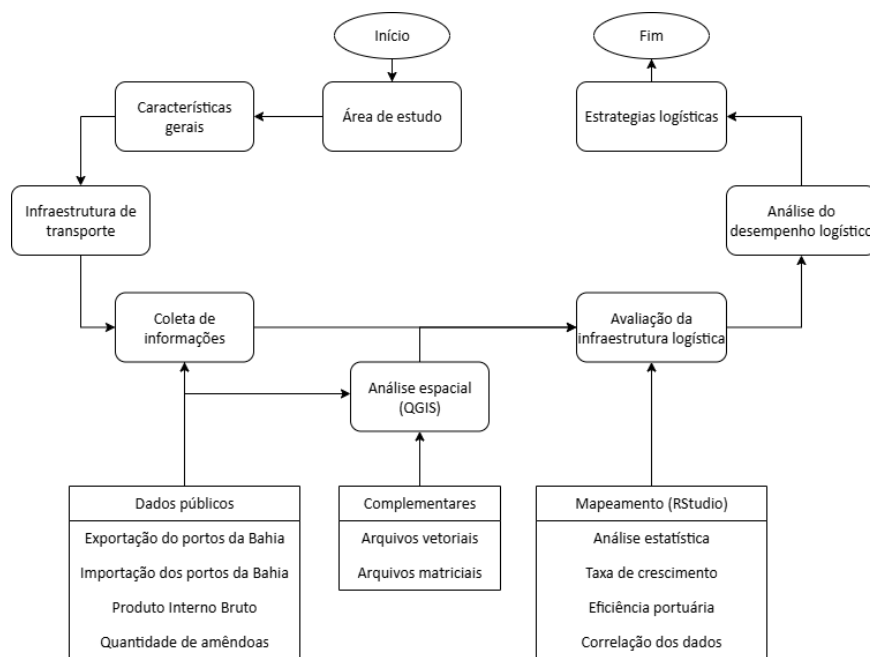 Início
Fim
Características
gerais
Área de estudo
Estrategias logísticas
Infraestrutura de
transporte
Análise do
desempenho logístico
Coleta de
informações
Avaliação da
infraestrutura logística
Análise espacial
(QGIS)
Dados públicos
Exportação do portos da Bahia
Importação dos portos da Bahia
Produto Interno Bruto
Quantidade de amêndoas
Complementares
Arquivos vetoriais
Arquivos matriciais
Mapeamento (RStudio)
Análise estatística
Taxa de crescimento
Eficiência portuária
Correlação dos dados